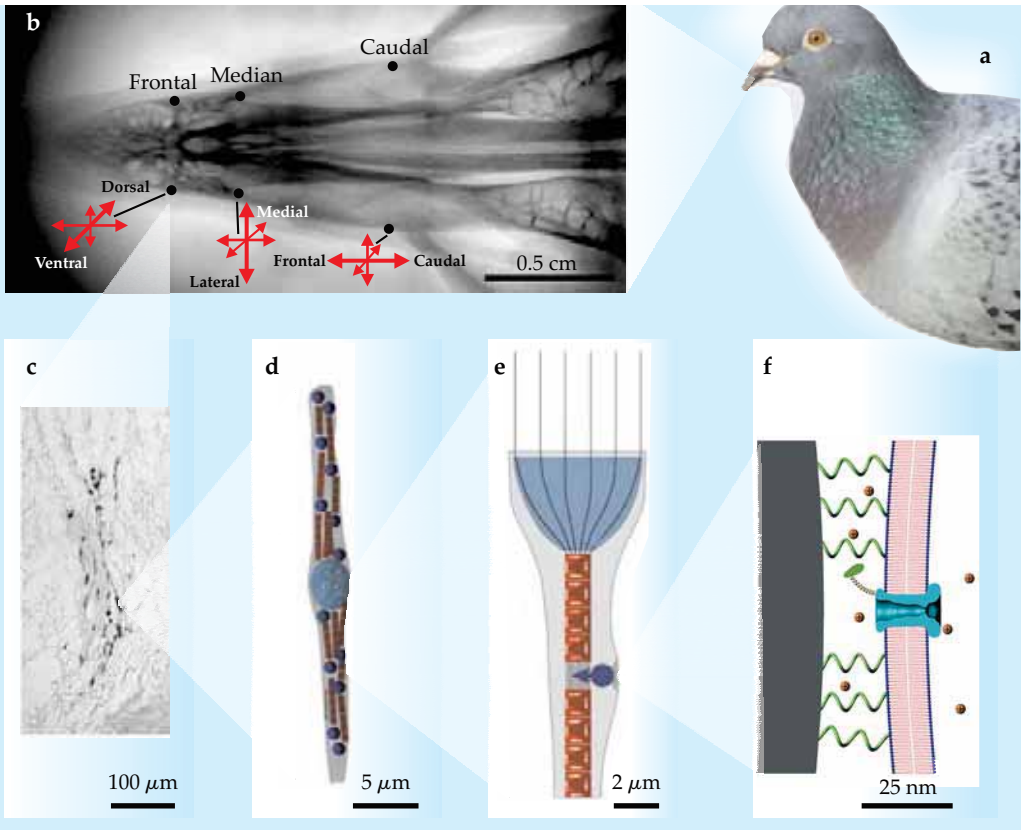 b
a
Caudal
Frontal
Median
Dorsal
Medial
Ventral
Frontal
Caudal
Lateral
0.5 cm
c
d
e
f
100 μm
5 μm
2 μm
25 nm